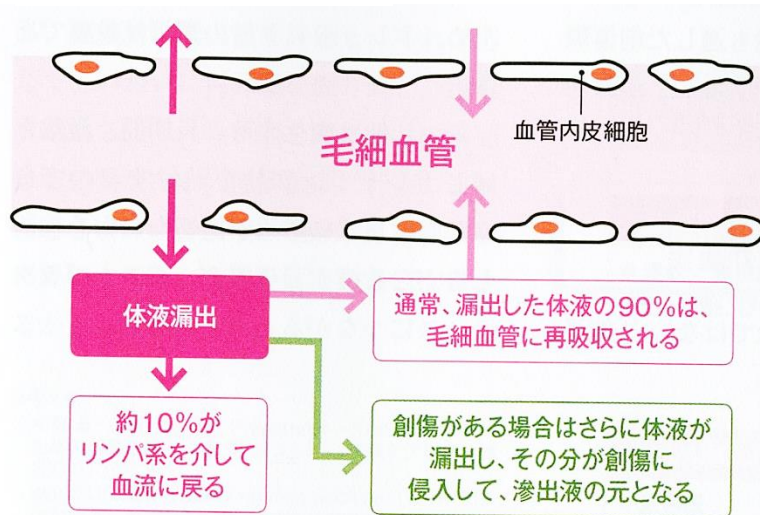 血管内皮細胞
毛細血管
体液漏出
通常、漏出した体液の90%は、
毛細血管に再吸収される
約10%が
リンパ系を介して
血流に戻る
創傷がある場合はさらに体液が
漏出し、その分が創傷に
侵入して、滲出液の元となる